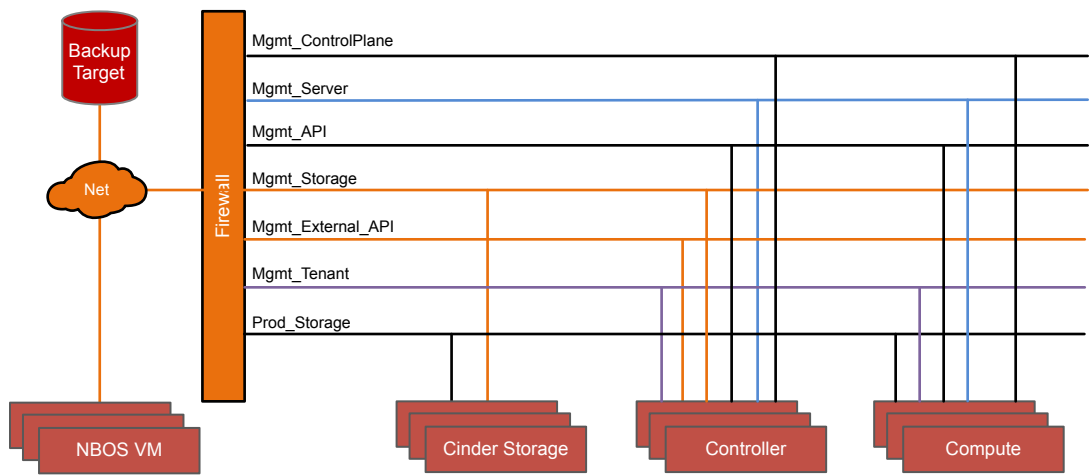 Backup
Target
Net
Firewall
Mgmt_ControlPlane
Mgmt_Server
Mgmt_API
Mgmt_Storage
Mgmt_External_API
Mgmt_Tenant
Prod_Storage
NBOS VM
Cinder Storage
Controller
Compute